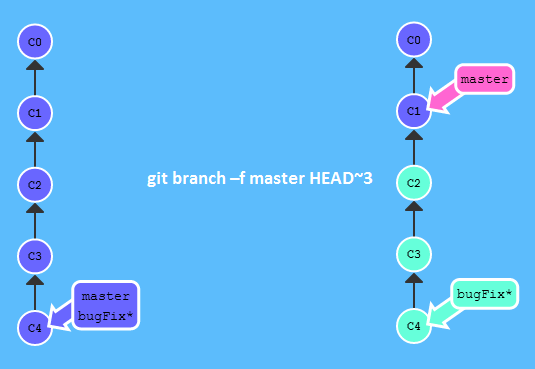 C0
C1
C2
C3
C4
master
bugFix*
git branch –f master HEAD~3
C0
C1
master
C2
C3
C4
bugFix*